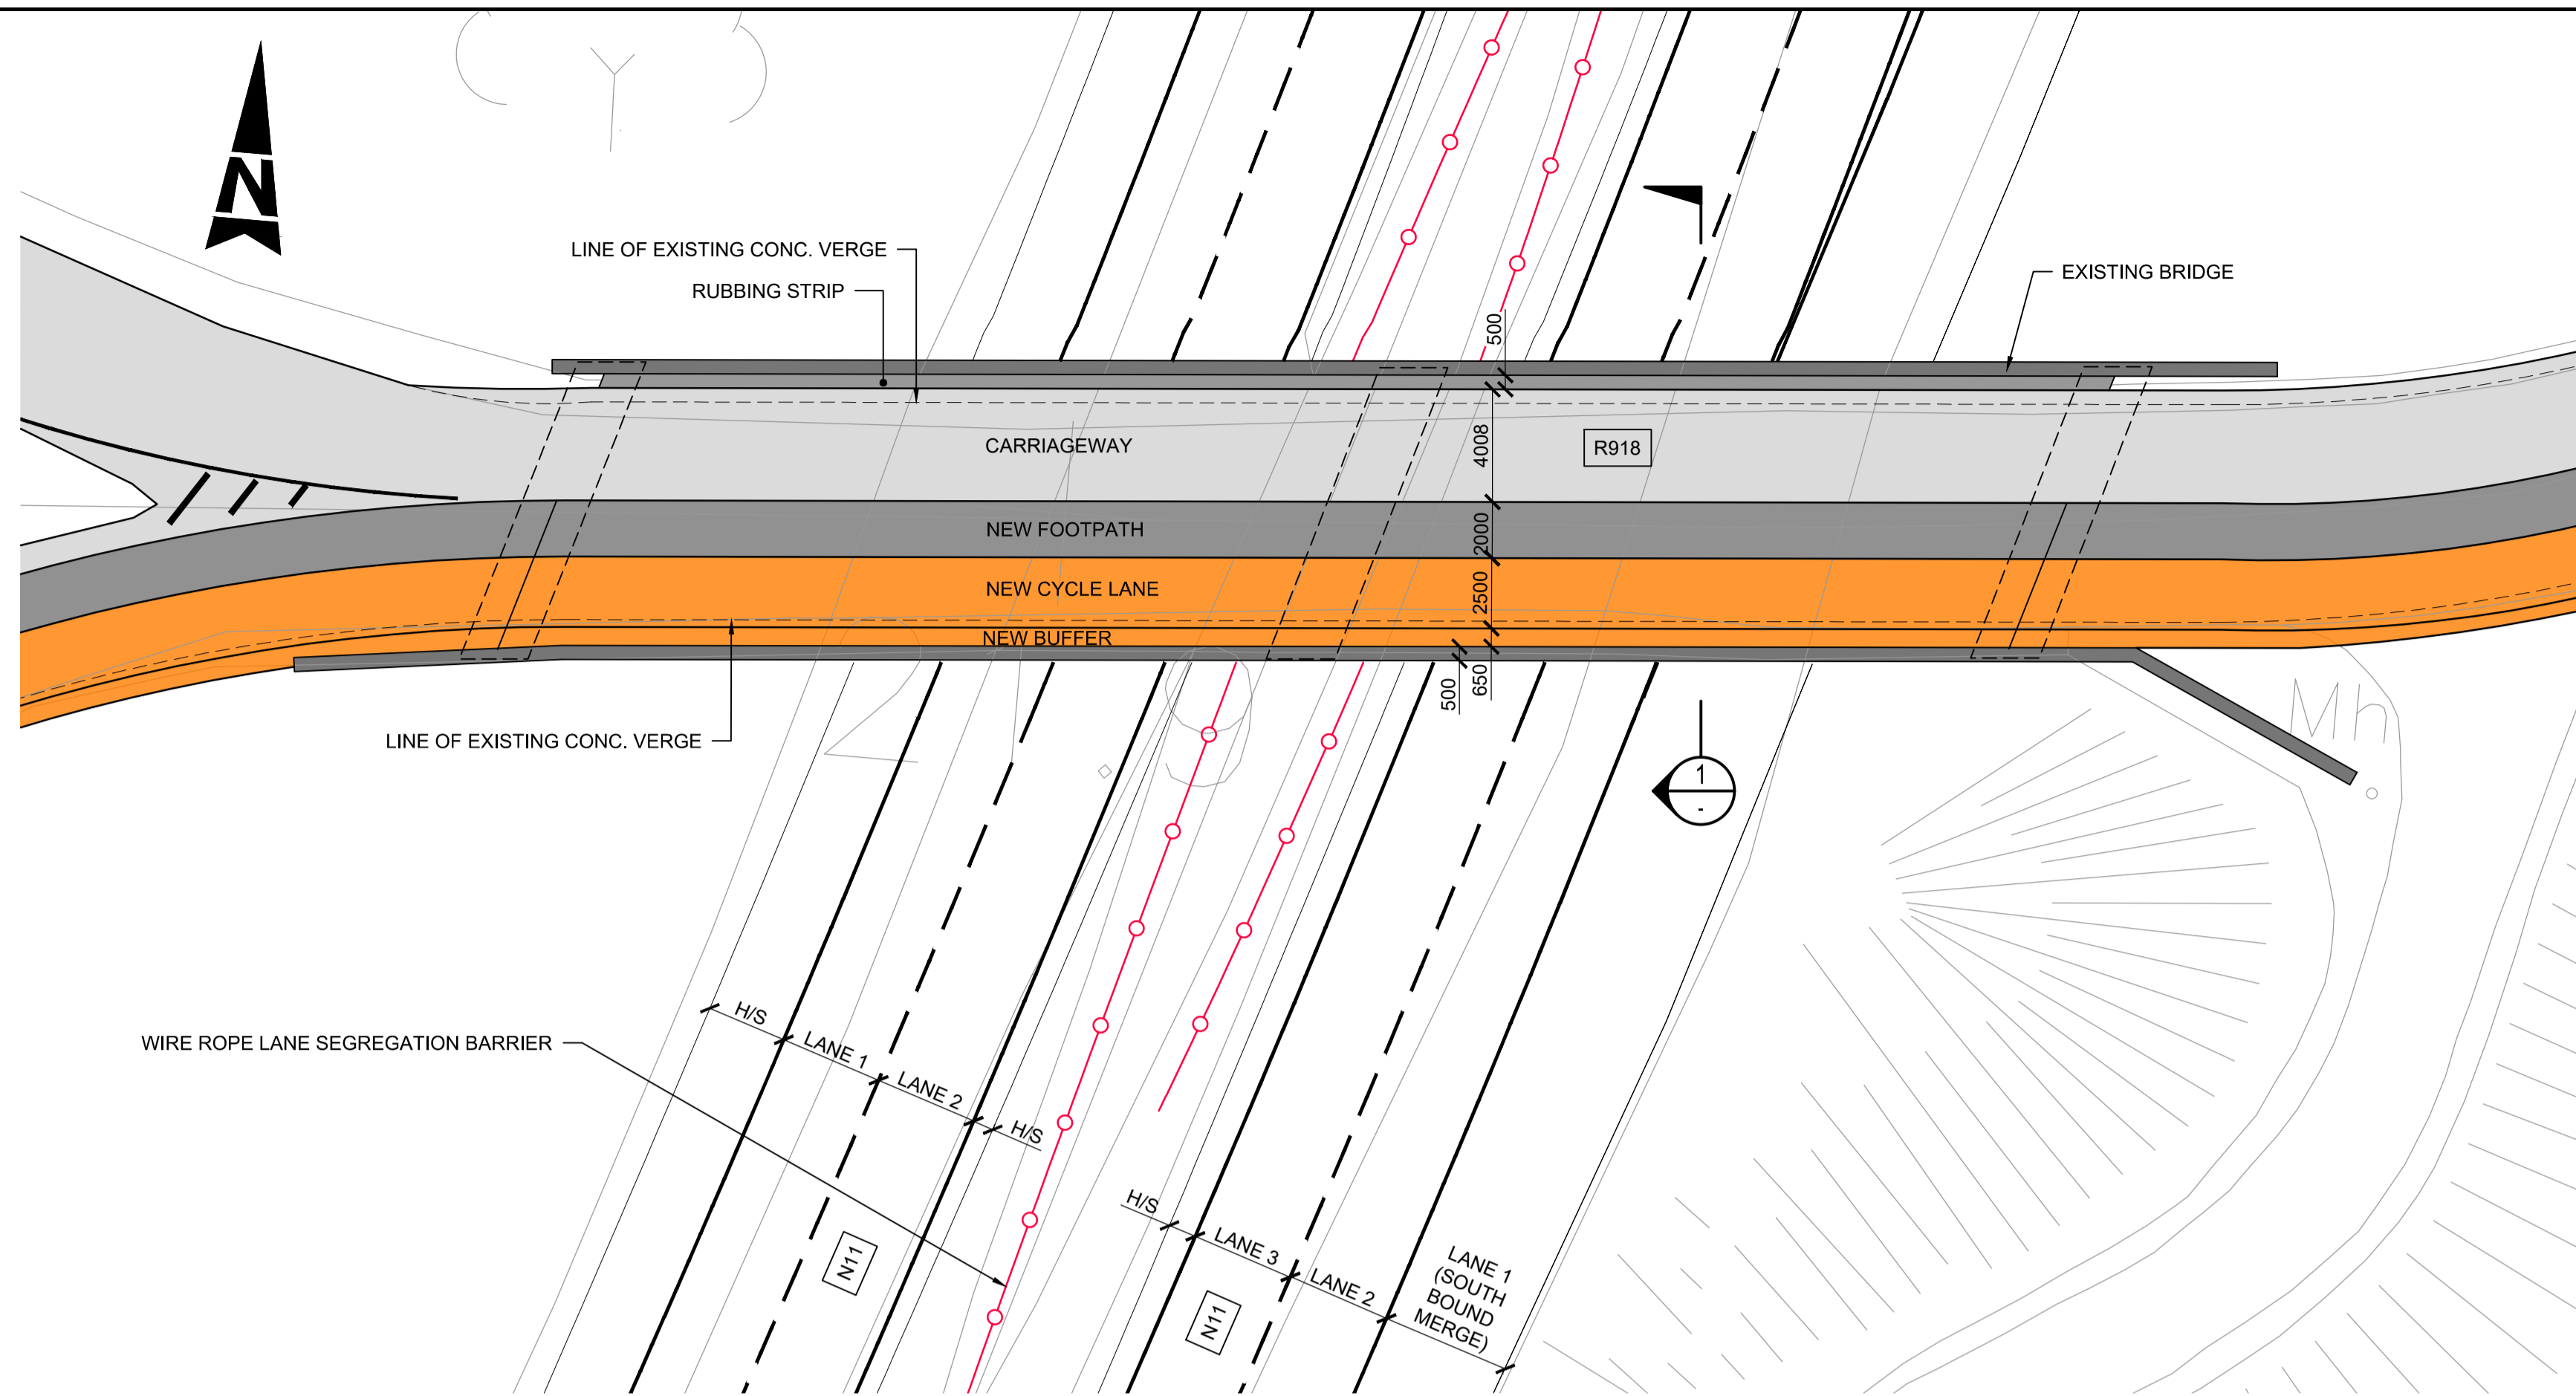 N
LINE OF EXISTING CONC. VERGE
RUBBING STRIP
EXISTING BRIDGE
500
CARRIAGEWAY
R918
4008
NEW FOOTPATH
2000
NEW CYCLE LANE
2500
NEW BUFFER
650
500
LINE OF EXISTING CONC. VERGE
Mh
1
-
WIRE ROPE LANE SEGREGATION BARRIER
H/S
LANE 1
LANE 2
H/S
H/S
LANE 3
LANE 2
LANE 1
(SOUTH
BOUND
MERGE)
N11
N11